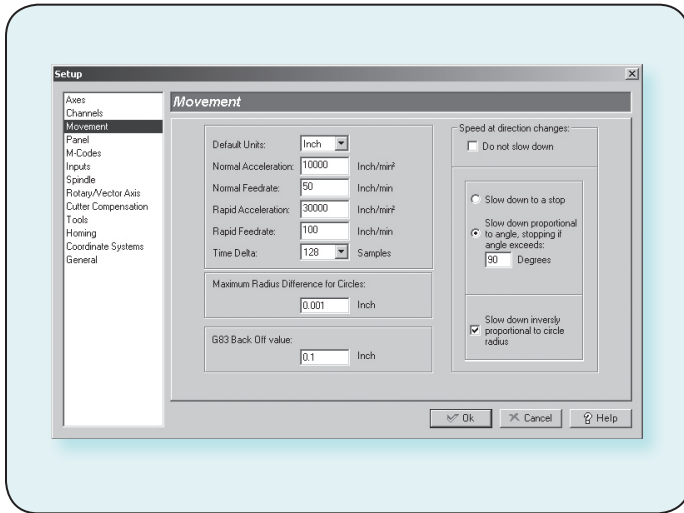 Setup
Axes
Channels
Movement
Panel
M-Codes
Inputs
Spindle
Rotary/Vector Axis
Cutter Compensation
Tools
Homing
Coordinate Systems
General
Movement
Default Units: Inch
Normal Acceleration: 10000 Inch/min²
Normal Feedrate: 50 Inch/min
Rapid Acceleration: 30000 Inch/min²
Rapid Feedrate: 100 Inch/min
Time Delta: 128 Samples
Maximum Radius Difference for Circles:
0.001 Inch
G83 Back Off value:
0.1 Inch
Speed at direction changes:
Do not slow down
Slow down to a stop
Slow down proportional
to angle, stopping if
angle exceeds:
90 Degrees
Slow down inversly
proportional to circle
radius
Ok Cancel Help